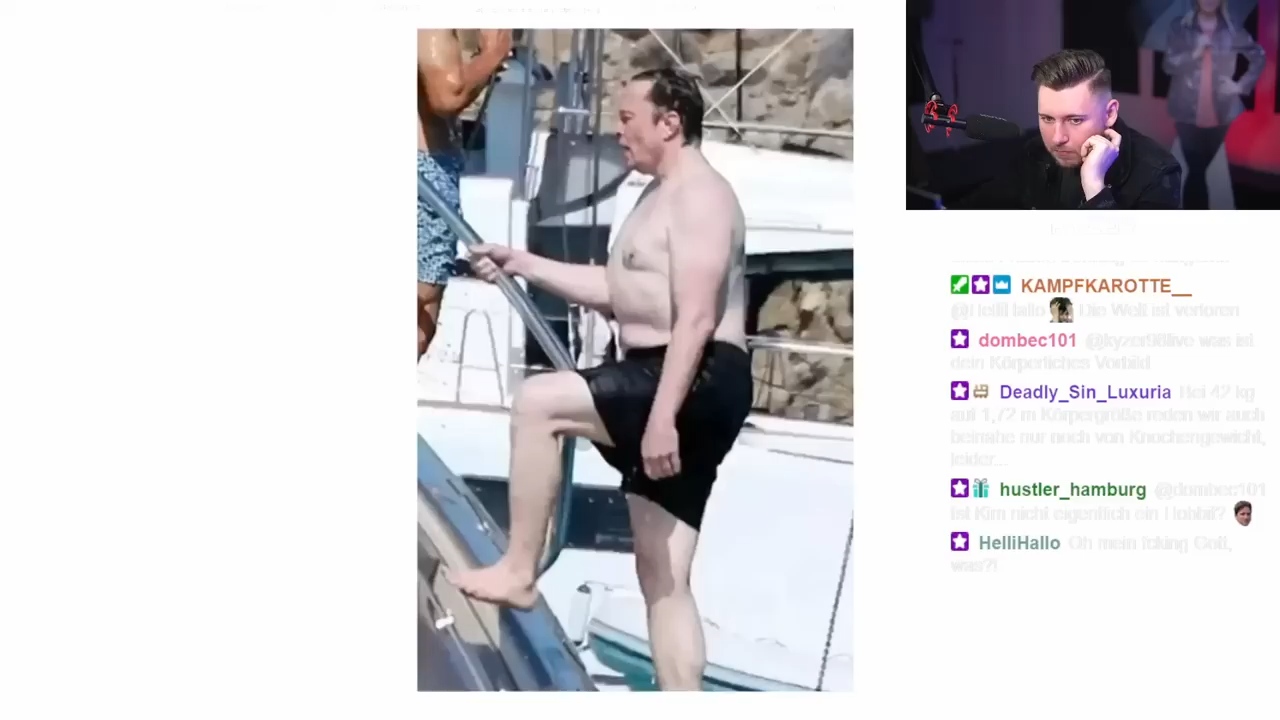 KAMPFKAROTTE__
@HelliHallo Die Welt ist verloren
dombec101 @kyzer98live was ist
dein Körperliches Vorbild
Deadly_Sin_Luxuria Bei 42 kg
auf 1,72 m Körpergröße reden wir auch
beinahe nur noch von Knochengewicht,
leider...
hustler_hamburg @dombec101
Ist Kim nicht eigentlich ein Hobbit?
HelliHallo Oh mein fcking Gott,
was?!